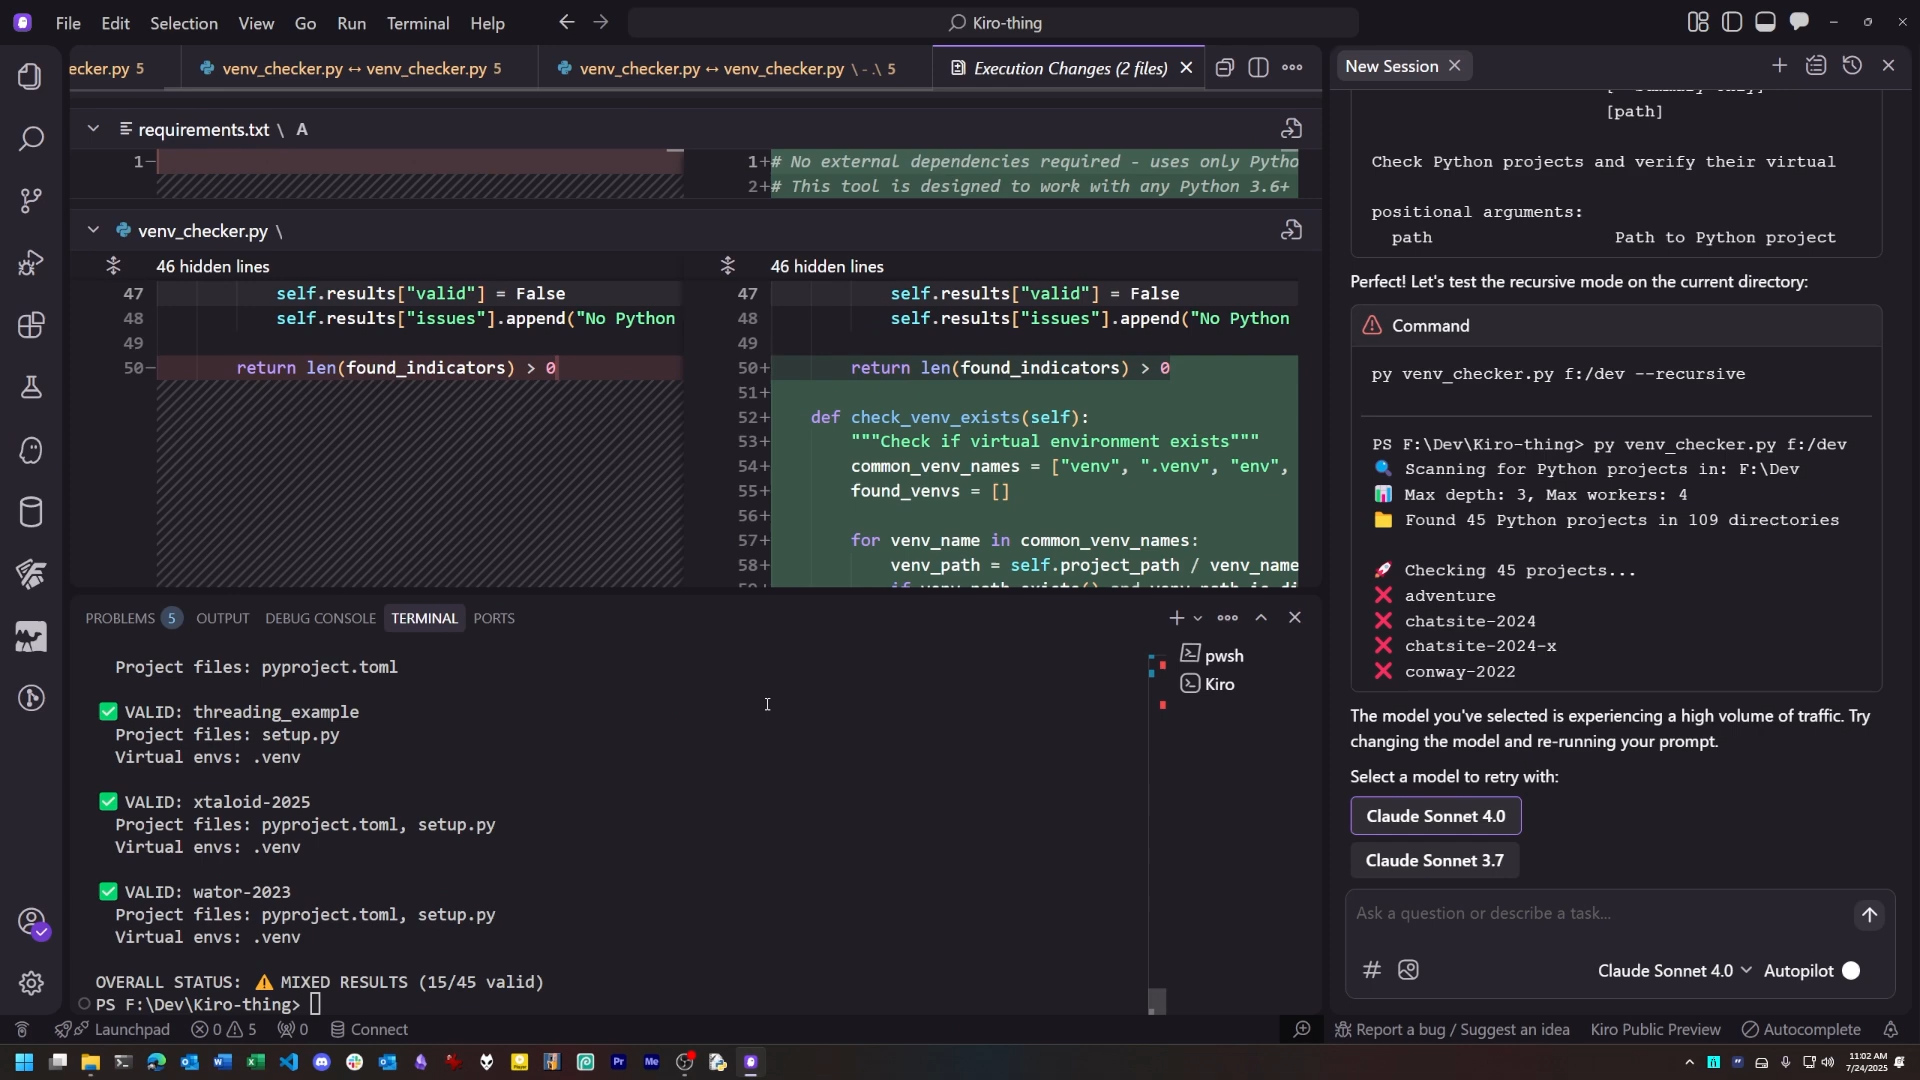 File Edit Selection View Go Run Terminal Help
Kiro-thing
ecker.py 5
venv_checker.py ↔ venv_checker.py 5
venv_checker.py ↔ venv_checker.py \ - .\ 5
Execution Changes (2 files)
requirements.txt \ A
1−
1+# No external dependencies required - uses only Pytho
2+# This tool is designed to work with any Python 3.6+
venv_checker.py \
46 hidden lines
47 self.results["valid"] = False
48 self.results["issues"].append("No Python
49
50− return len(found_indicators) > 0
46 hidden lines
47 self.results["valid"] = False
48 self.results["issues"].append("No Python
49
50+ return len(found_indicators) > 0
51+
52+ def check_venv_exists(self):
53+ """Check if virtual environment exists"""
54+ common_venv_names = ["venv", ".venv", "env",
55+ found_venvs = []
56+
57+ for venv_name in common_venv_names:
58+ venv_path = self.project_path / venv_name
PROBLEMS 5 OUTPUT DEBUG CONSOLE TERMINAL PORTS
Project files: pyproject.toml
✅ VALID: threading_example
Project files: setup.py
Virtual envs: .venv
✅ VALID: xtaloid-2025
Project files: pyproject.toml, setup.py
Virtual envs: .venv
✅ VALID: wator-2023
Project files: pyproject.toml, setup.py
Virtual envs: .venv
OVERALL STATUS: ⚠️ MIXED RESULTS (15/45 valid)
PS F:\Dev\Kiro-thing>
pwsh
Kiro
New Session
[path]
Check Python projects and verify their virtual
positional arguments:
path Path to Python project
Perfect! Let's test the recursive mode on the current directory:
Command
py venv_checker.py f:/dev --recursive
PS F:\Dev\Kiro-thing> py venv_checker.py f:/dev
🔍 Scanning for Python projects in: F:\Dev
📊 Max depth: 3, Max workers: 4
📁 Found 45 Python projects in 109 directories
🚀 Checking 45 projects...
❌ adventure
❌ chatsite-2024
❌ chatsite-2024-x
❌ conway-2022
The model you've selected is experiencing a high volume of traffic. Try
changing the model and re-running your prompt.
Select a model to retry with:
Claude Sonnet 4.0
Claude Sonnet 3.7
Ask a question or describe a task...
# Claude Sonnet 4.0 Autopilot
Launchpad 0 5 0 Connect
Report a bug / Suggest an idea Kiro Public Preview Autocomplete
11:02 AM
7/24/2025